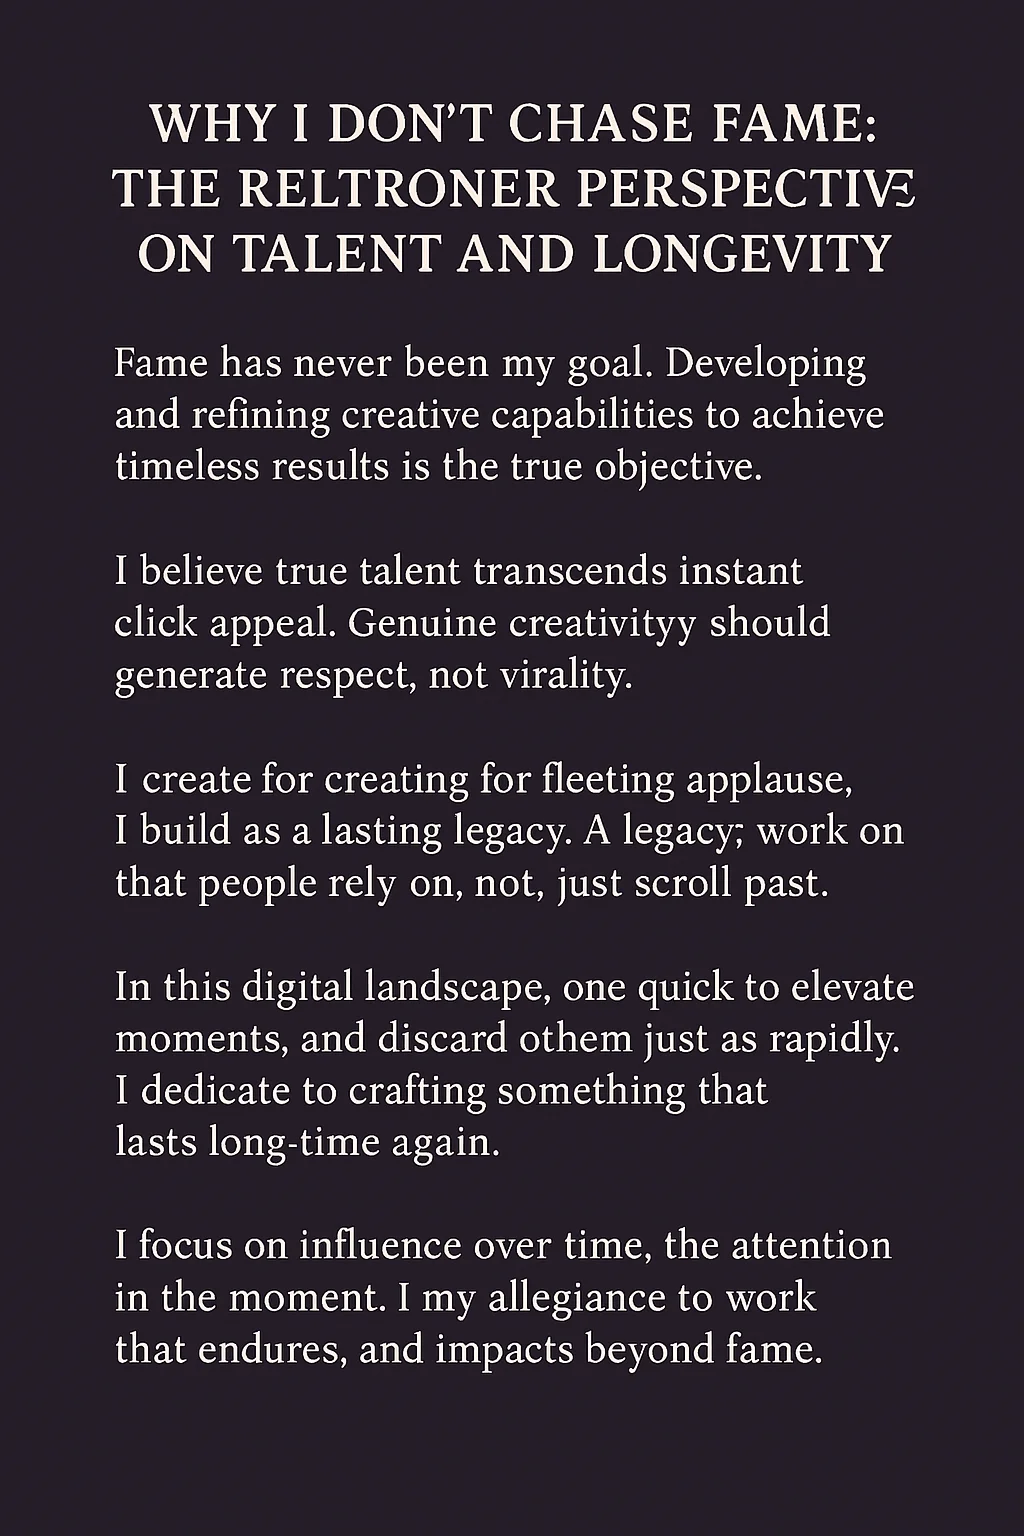 WHY I DON’T CHASE FAME:
THE RELTRONER PERSPECTIVE
ON TALENT AND LONGEVITY
Fame has never been my goal. Developing
and refining creative capabilities to achieve
timeless results is the true objective.
I believe true talent transcends instant
click appeal. Genuine creativityy should
generate respect, not virality.
I create for creating for fleeting applause,
I build as a lasting legacy. A legacy; work on
that people rely on, not, just scroll past.
In this digital landscape, one quick to elevate
moments, and discard othem just as rapidly.
I dedicate to crafting something that
lasts long-time again.
I focus on influence over time, the attention
in the moment. I my allegiance to work
that endures, and impacts beyond fame.